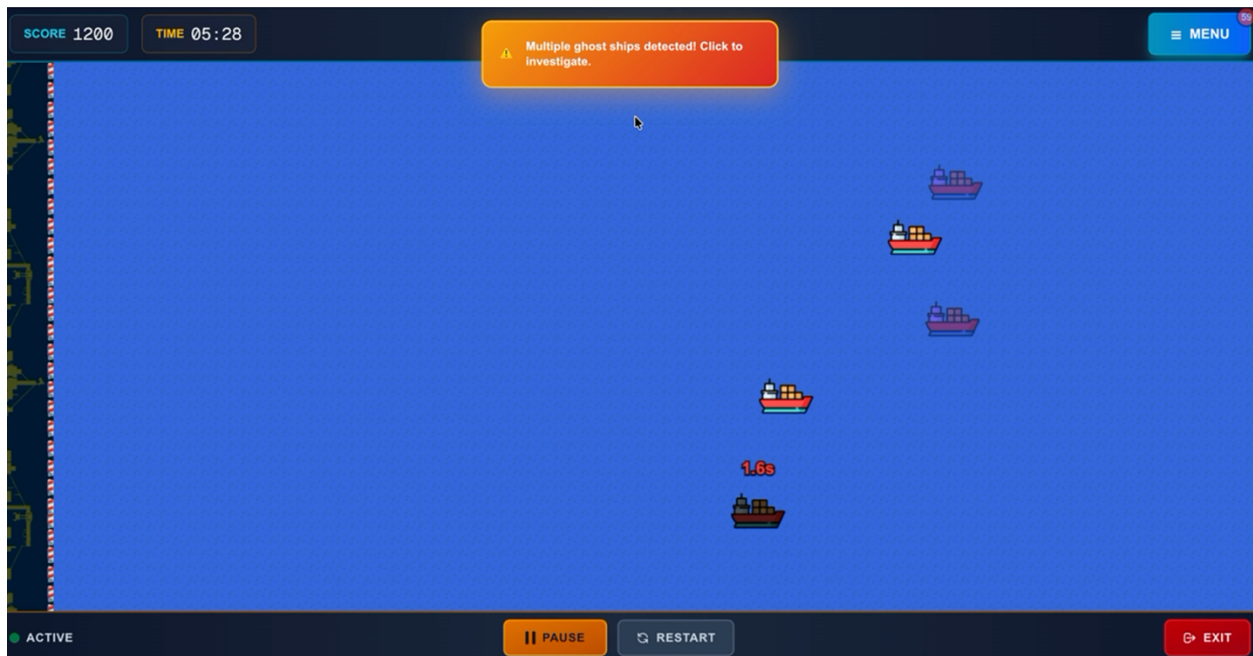 SCORE 1200
TIME 05:28
Multiple ghost ships detected! Click to
investigate.
MENU
59
1.6s
ACTIVE
PAUSE
RESTART
EXIT